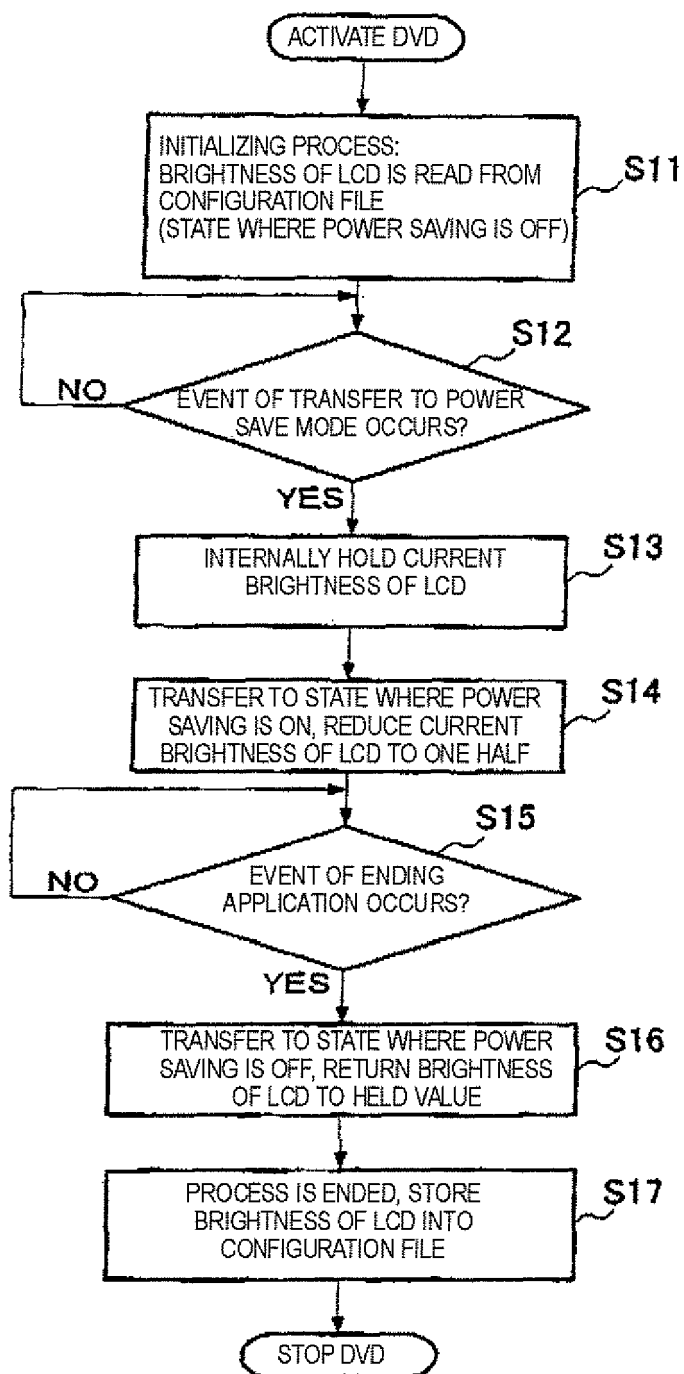 ACTIVATE DVD
INITIALIZING PROCESS:
BRIGHTNESS OF LCD IS READ FROM
CONFIGURATION FILE
(STATE WHERE POWER SAVING IS OFF)
S11
S12
NO
EVENT OF TRANSFER TO POWER
SAVE MODE OCCURS?
YES
INTERNALLY HOLD CURRENT
BRIGHTNESS OF LCD
S13
TRANSFER TO STATE WHERE POWER
SAVING IS ON, REDUCE CURRENT
BRIGHTNESS OF LCD TO ONE HALF
S14
S15
NO
EVENT OF ENDING
APPLICATION OCCURS?
YES
TRANSFER TO STATE WHERE POWER
SAVING IS OFF, RETURN BRIGHTNESS
OF LCD TO HELD VALUE
S16
PROCESS IS ENDED, STORE
BRIGHTNESS OF LCD INTO
CONFIGURATION FILE
S17
STOP DVD